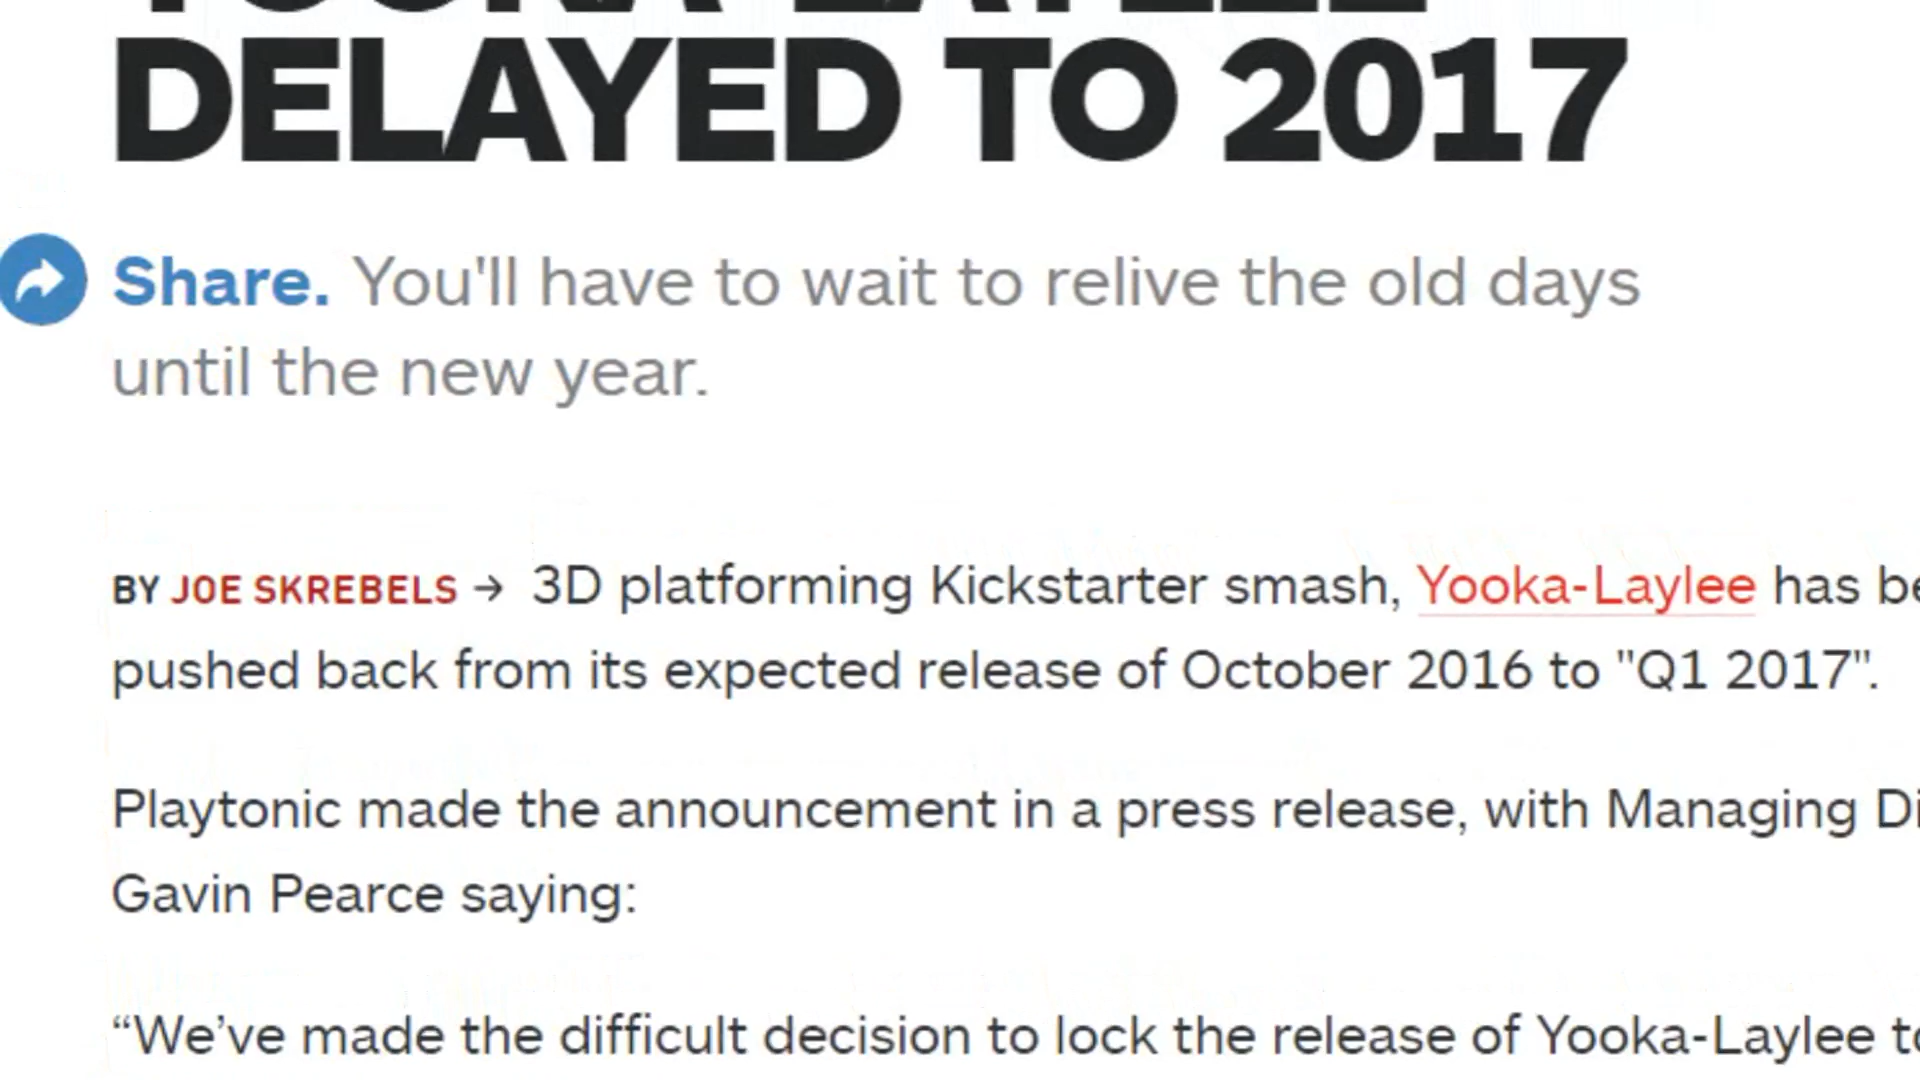 YOOKA-LAYLEE
DELAYED TO 2017
Share. You'll have to wait to relive the old days
until the new year.
BY JOE SKREBELS → 3D platforming Kickstarter smash, Yooka-Laylee has
pushed back from its expected release of October 2016 to "Q1 2017".
Playtonic made the announcement in a press release, with Managing
Gavin Pearce saying:
“We’ve made the difficult decision to lock the release of Yooka-Laylee